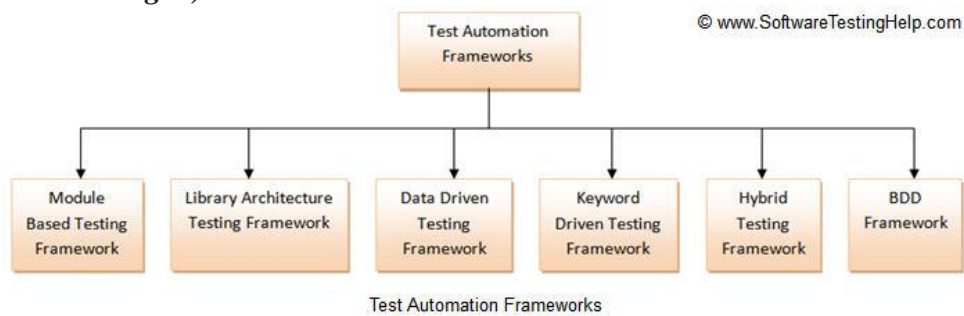 © www.SoftwareTestingHelp.com
Test Automation
Frameworks
Module
Based Testing
Framework
Library Architecture
Testing Framework
Data Driven
Testing
Framework
Keyword
Driven Testing
Framework
Hybrid
Testing
Framework
BDD
Framework
Test Automation Frameworks